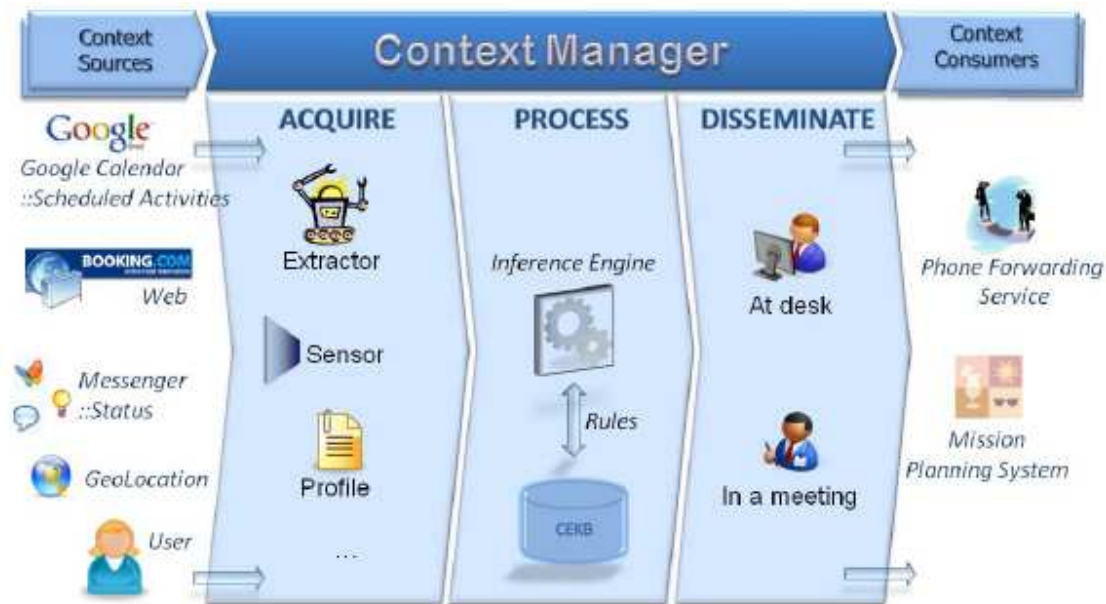 Context
Sources
Context Manager
Context
Consumers
Google
Google Calendar
::Scheduled Activities
BOOKING.COM
Web
Messenger
::Status
GeoLocation
User
ACQUIRE
Extractor
Sensor
Profile
...
PROCESS
Inference Engine
Rules
CEKB
DISSEMINATE
At desk
In a meeting
Phone Forwarding
Service
Mission
Planning System